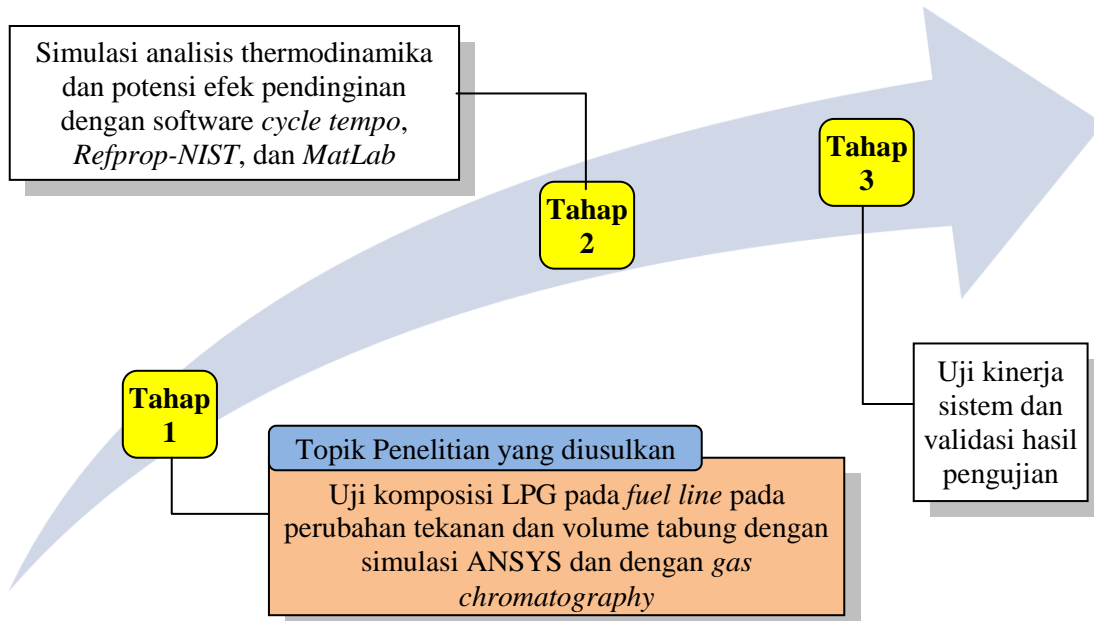 Simulasi analisis thermodinamika
dan potensi efek pendinginan
dengan software cycle tempo,
Refprop-NIST, dan MatLab
Tahap
3
Tahap
2
Tahap
1
Topik Penelitian yang diusulkan
Uji komposisi LPG pada fuel line pada
perubahan tekanan dan volume tabung dengan
simulasi ANSYS dan dengan gas
chromatography
Uji kinerja
sistem dan
validasi hasil
pengujian